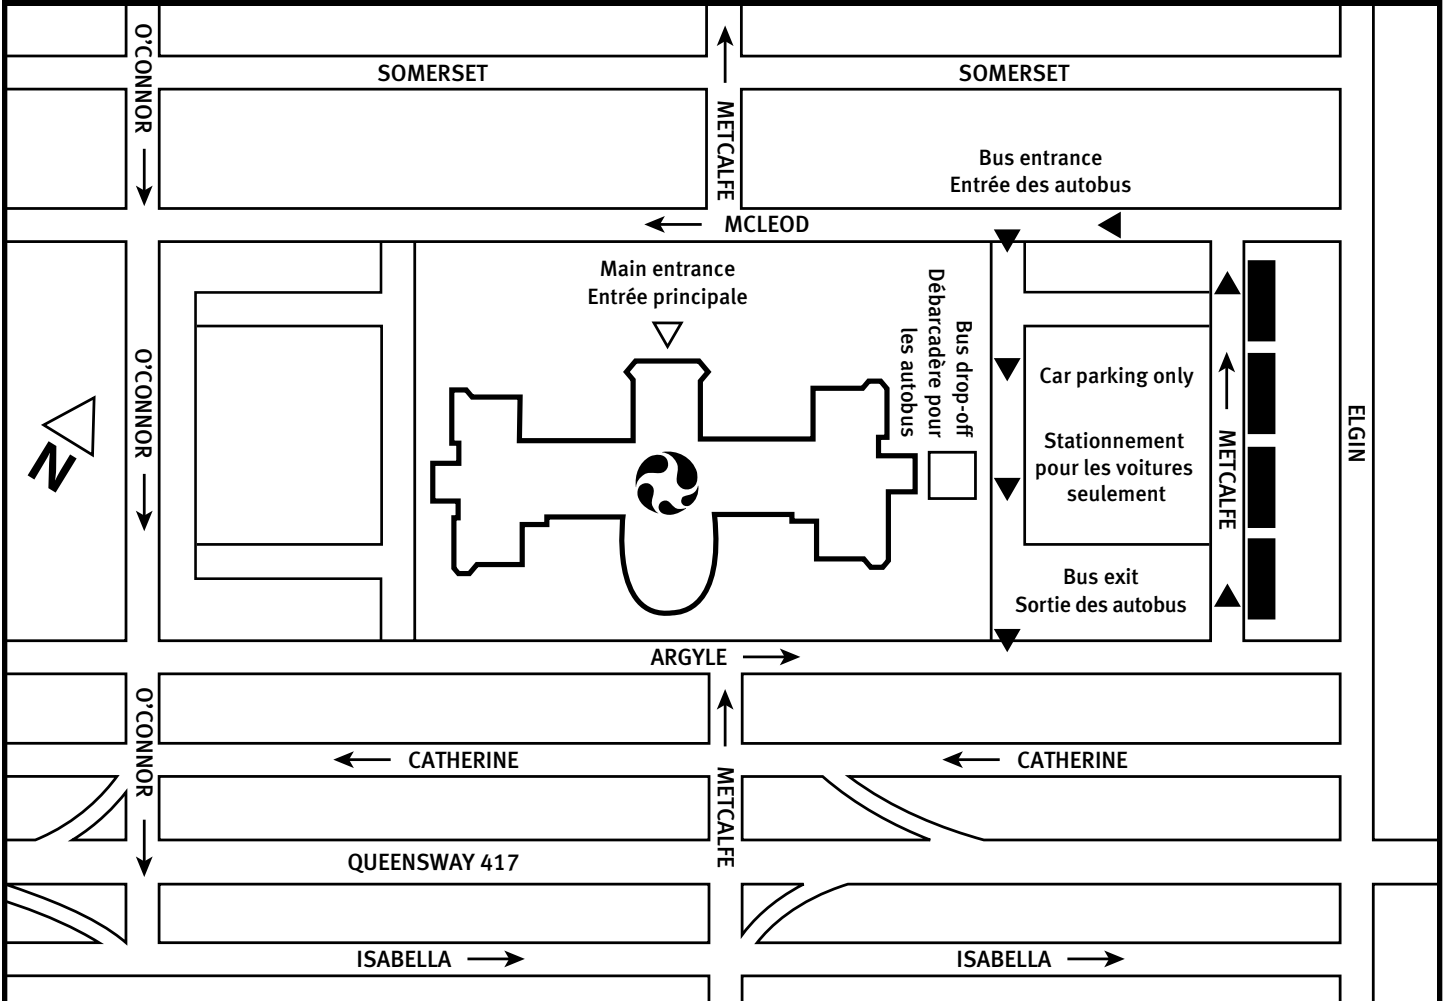 O'CONNOR
SOMERSET
SOMERSET
METCALFE
Bus entrance
Entrée des autobus
MCLEOD
Main entrance
Entrée principale
Bus drop-off
Débarcadère pour
les autobus
O'CONNOR
N
Car parking only
Stationnement
pour les voitures
seulement
METCALFE
ELGIN
Bus exit
Sortie des autobus
ARGYLE
O'CONNOR
CATHERINE
CATHERINE
METCALFE
QUEENSWAY 417
ISABELLA
ISABELLA